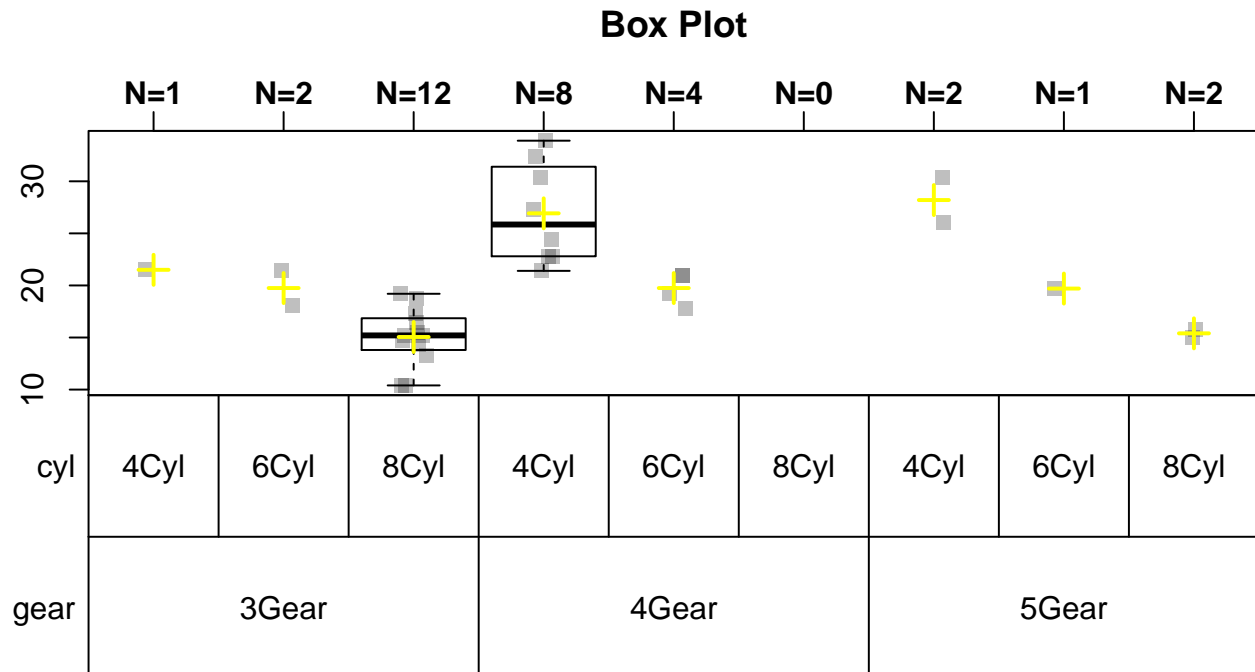 Box Plot
N=1 N=2 N=12 N=8 N=4 N=0 N=2 N=1 N=2
30
20
10
cyl 4Cyl 6Cyl 8Cyl 4Cyl 6Cyl 8Cyl 4Cyl 6Cyl 8Cyl
gear 3Gear 4Gear 5Gear